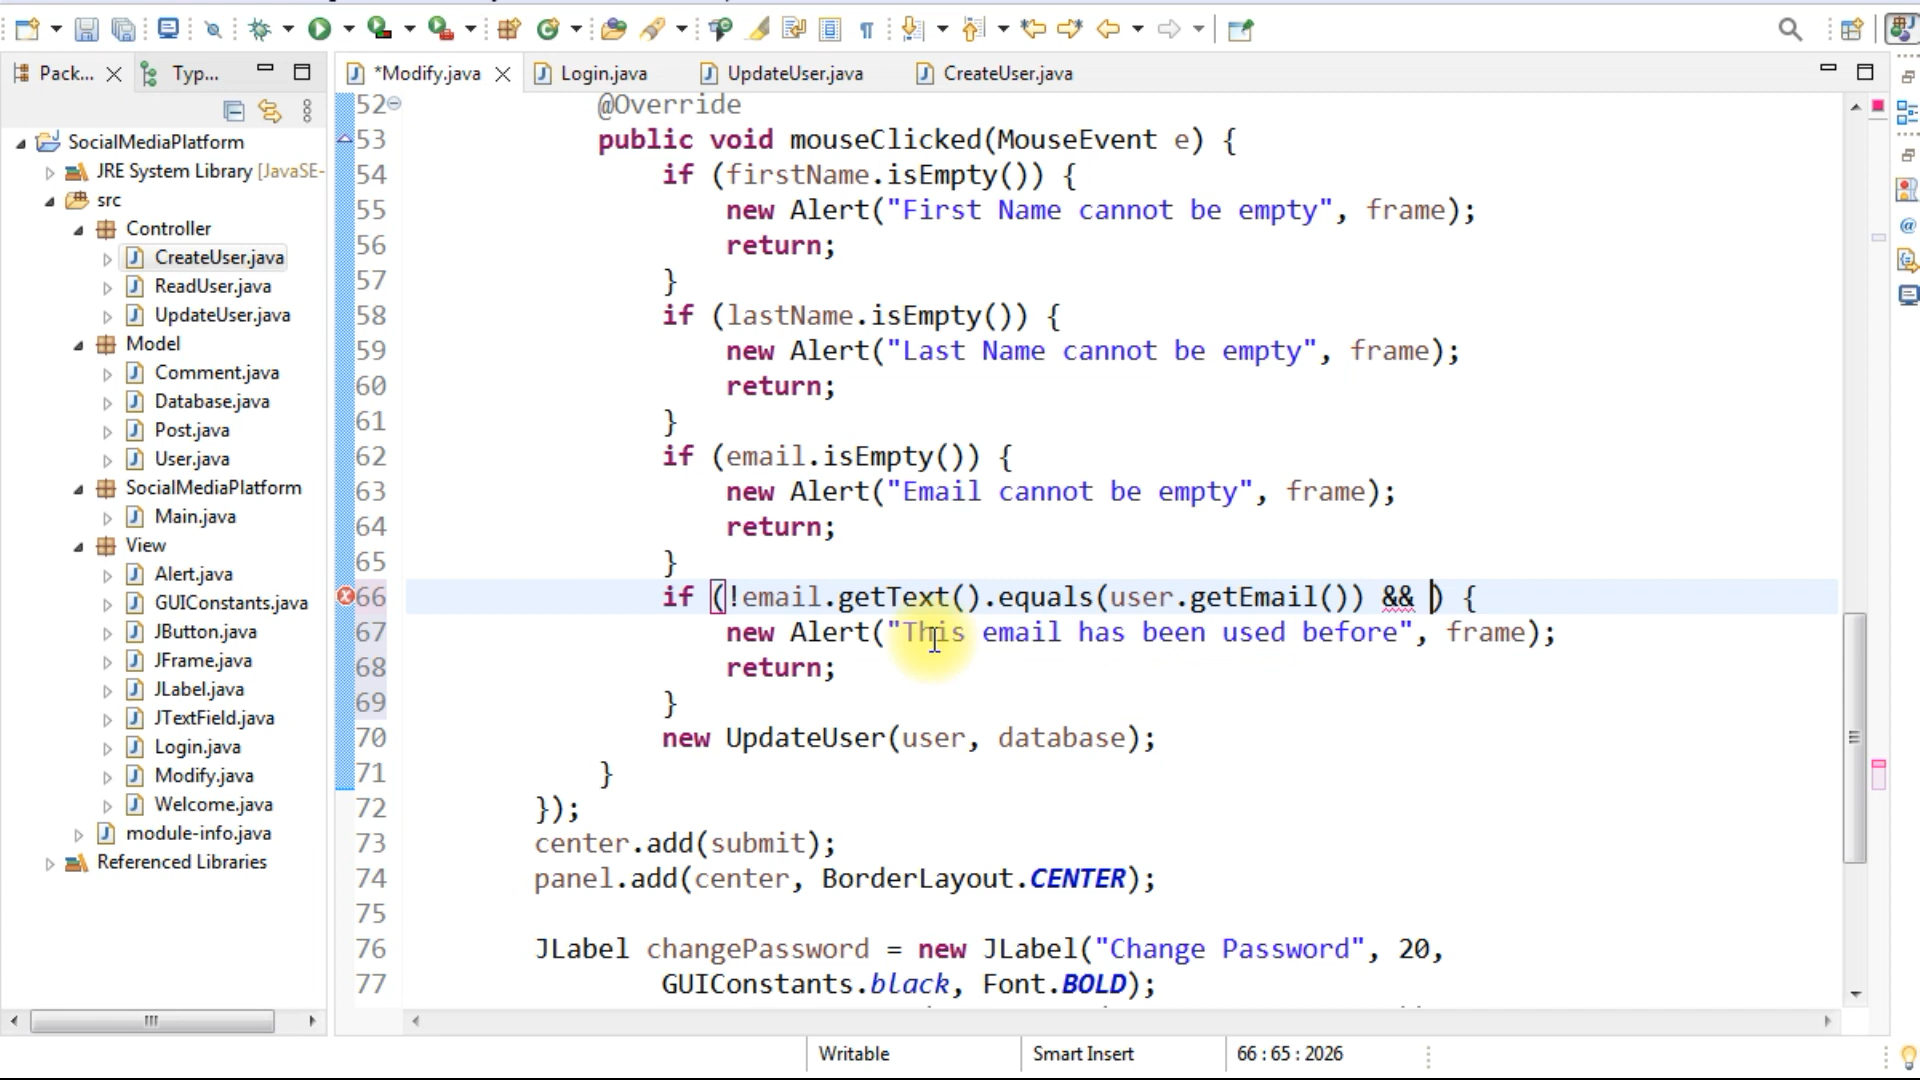 Pack...
Typ...
*Modify.java
Login.java
UpdateUser.java
CreateUser.java
SocialMediaPlatform
JRE System Library [JavaSE-
src
Controller
CreateUser.java
ReadUser.java
UpdateUser.java
Model
Comment.java
Database.java
Post.java
User.java
SocialMediaPlatform
Main.java
View
Alert.java
GUIConstants.java
JButton.java
JFrame.java
JLabel.java
JTextField.java
Login.java
Modify.java
Welcome.java
module-info.java
Referenced Libraries
52 @Override
53 public void mouseClicked(MouseEvent e) {
54 if (firstName.isEmpty()) {
55 new Alert("First Name cannot be empty", frame);
56 return;
57 }
58 if (lastName.isEmpty()) {
59 new Alert("Last Name cannot be empty", frame);
60 return;
61 }
62 if (email.isEmpty()) {
63 new Alert("Email cannot be empty", frame);
64 return;
65 }
66 if (!email.getText().equals(user.getEmail()) && ) {
67 new Alert("This email has been used before", frame);
68 return;
69 }
70 new UpdateUser(user, database);
71 }
72 });
73 center.add(submit);
74 panel.add(center, BorderLayout.CENTER);
75
76 JLabel changePassword = new JLabel("Change Password", 20,
77 GUIConstants.black, Font.BOLD);
Writable
Smart Insert
66 : 65 : 2026